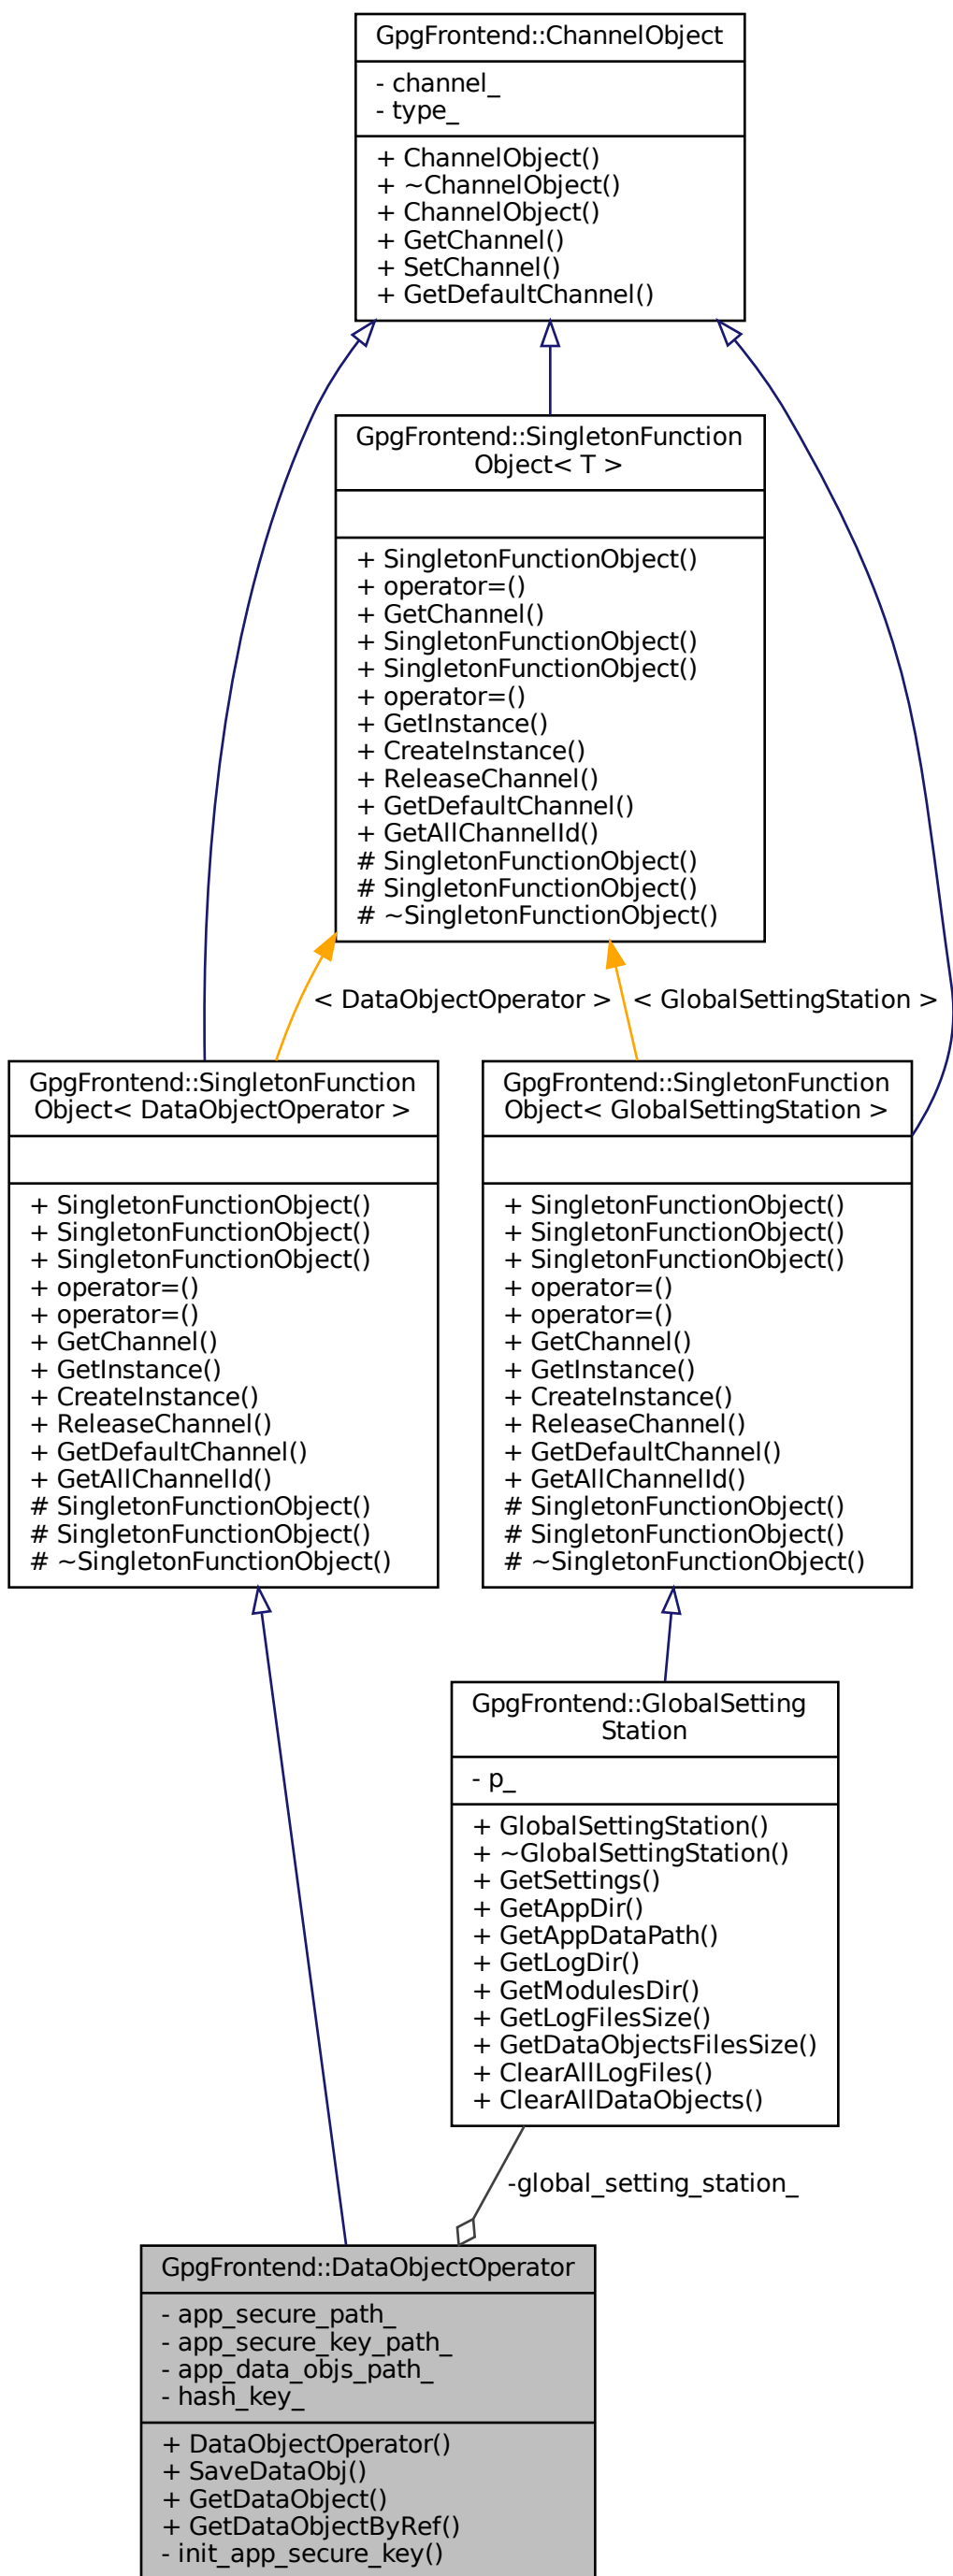 GpgFrontend::ChannelObject
- channel_
- type_
+ ChannelObject()
+ ~ChannelObject()
+ ChannelObject()
+ GetChannel()
+ SetChannel()
+ GetDefaultChannel()
GpgFrontend::SingletonFunction
Object< T >
+ SingletonFunctionObject()
+ operator=()
+ GetChannel()
+ SingletonFunctionObject()
+ SingletonFunctionObject()
+ operator=()
+ GetInstance()
+ CreateInstance()
+ ReleaseChannel()
+ GetDefaultChannel()
+ GetAllChannelId()
# SingletonFunctionObject()
# SingletonFunctionObject()
# ~SingletonFunctionObject()
< DataObjectOperator >
< GlobalSettingStation >
GpgFrontend::SingletonFunction
Object< DataObjectOperator >
+ SingletonFunctionObject()
+ SingletonFunctionObject()
+ SingletonFunctionObject()
+ operator=()
+ operator=()
+ GetChannel()
+ GetInstance()
+ CreateInstance()
+ ReleaseChannel()
+ GetDefaultChannel()
+ GetAllChannelId()
# SingletonFunctionObject()
# SingletonFunctionObject()
# ~SingletonFunctionObject()
GpgFrontend::SingletonFunction
Object< GlobalSettingStation >
+ SingletonFunctionObject()
+ SingletonFunctionObject()
+ SingletonFunctionObject()
+ operator=()
+ operator=()
+ GetChannel()
+ GetInstance()
+ CreateInstance()
+ ReleaseChannel()
+ GetDefaultChannel()
+ GetAllChannelId()
# SingletonFunctionObject()
# SingletonFunctionObject()
# ~SingletonFunctionObject()
GpgFrontend::GlobalSetting
Station
- p_
+ GlobalSettingStation()
+ ~GlobalSettingStation()
+ GetSettings()
+ GetAppDir()
+ GetAppDataPath()
+ GetLogDir()
+ GetModulesDir()
+ GetLogFilesSize()
+ GetDataObjectsFilesSize()
+ ClearAllLogFiles()
+ ClearAllDataObjects()
-global_setting_station_
GpgFrontend::DataObjectOperator
- app_secure_path_
- app_secure_key_path_
- app_data_objs_path_
- hash_key_
+ DataObjectOperator()
+ SaveDataObj()
+ GetDataObject()
+ GetDataObjectByRef()
- init_app_secure_key()